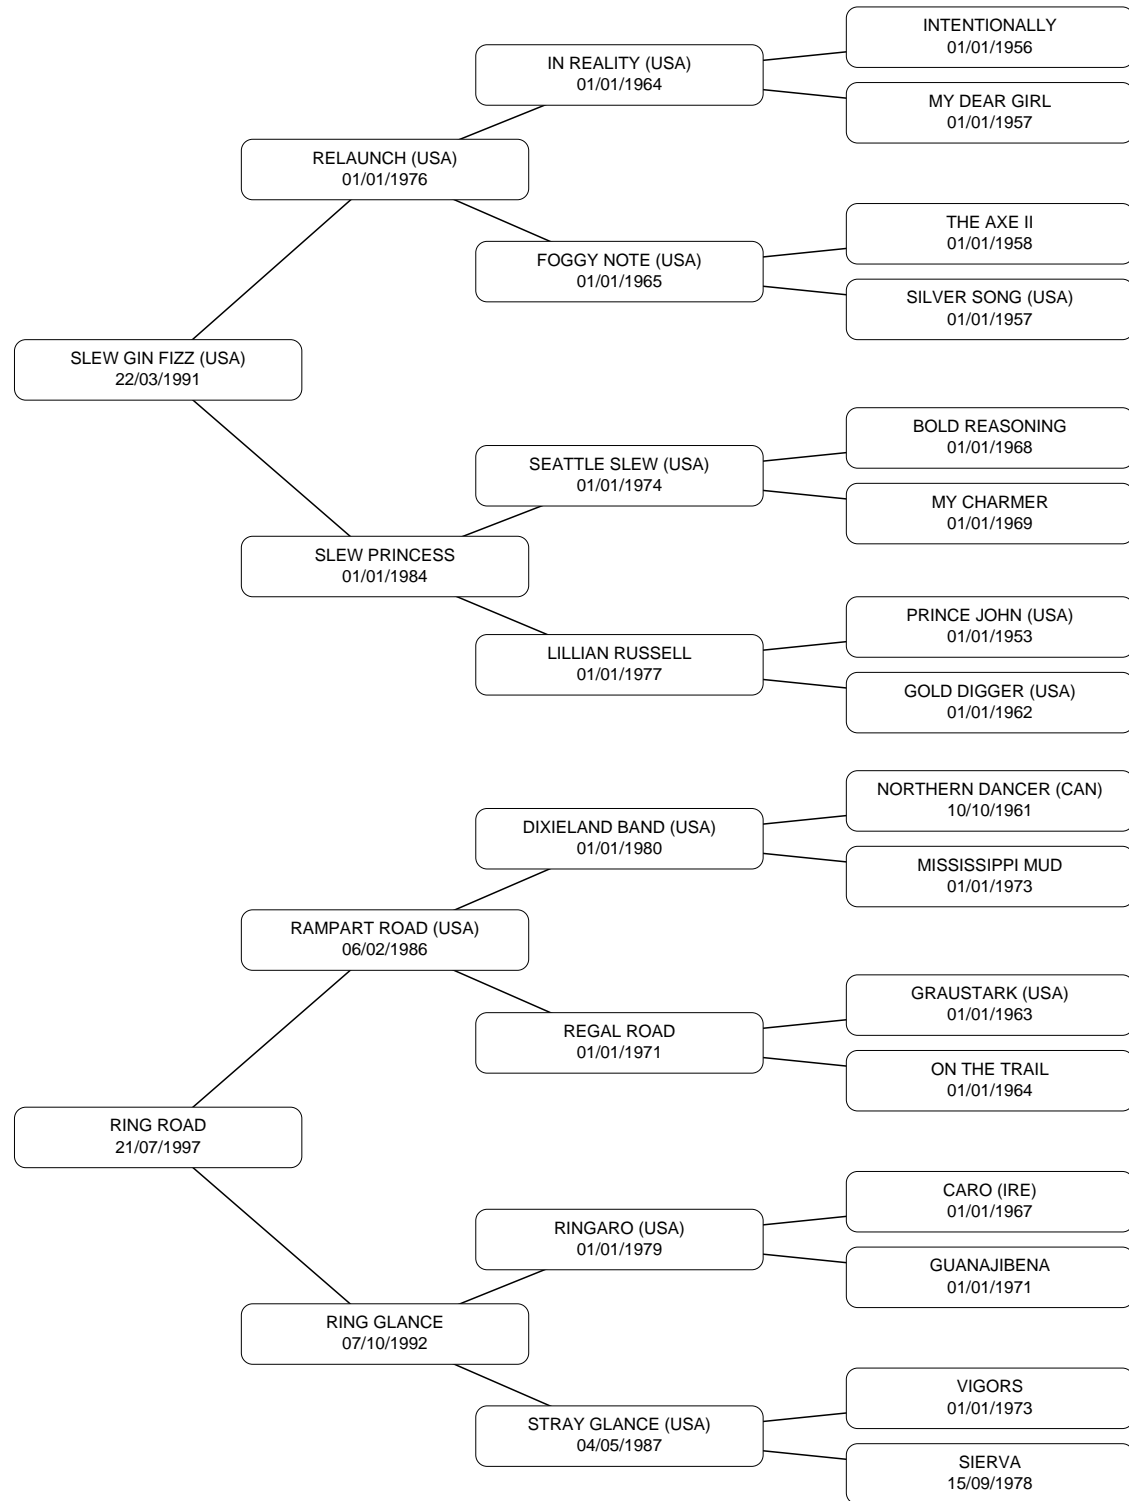 INTENTIONALLY
01/01/1956
IN REALITY (USA)
01/01/1964
MY DEAR GIRL
01/01/1957
RELAUNCH (USA)
01/01/1976
THE AXE II
01/01/1958
FOGGY NOTE (USA)
01/01/1965
SILVER SONG (USA)
01/01/1957
SLEW GIN FIZZ (USA)
22/03/1991
BOLD REASONING
01/01/1968
SEATTLE SLEW (USA)
01/01/1974
MY CHARMER
01/01/1969
SLEW PRINCESS
01/01/1984
PRINCE JOHN (USA)
01/01/1953
LILLIAN RUSSELL
01/01/1977
GOLD DIGGER (USA)
01/01/1962
NORTHERN DANCER (CAN)
10/10/1961
DIXIELAND BAND (USA)
01/01/1980
MISSISSIPPI MUD
01/01/1973
RAMPART ROAD (USA)
06/02/1986
GRAUSTARK (USA)
01/01/1963
REGAL ROAD
01/01/1971
ON THE TRAIL
01/01/1964
RING ROAD
21/07/1997
CARO (IRE)
01/01/1967
RINGARO (USA)
01/01/1979
GUANAJIBENA
01/01/1971
RING GLANCE
07/10/1992
VIGORS
01/01/1973
STRAY GLANCE (USA)
04/05/1987
SIERVA
15/09/1978